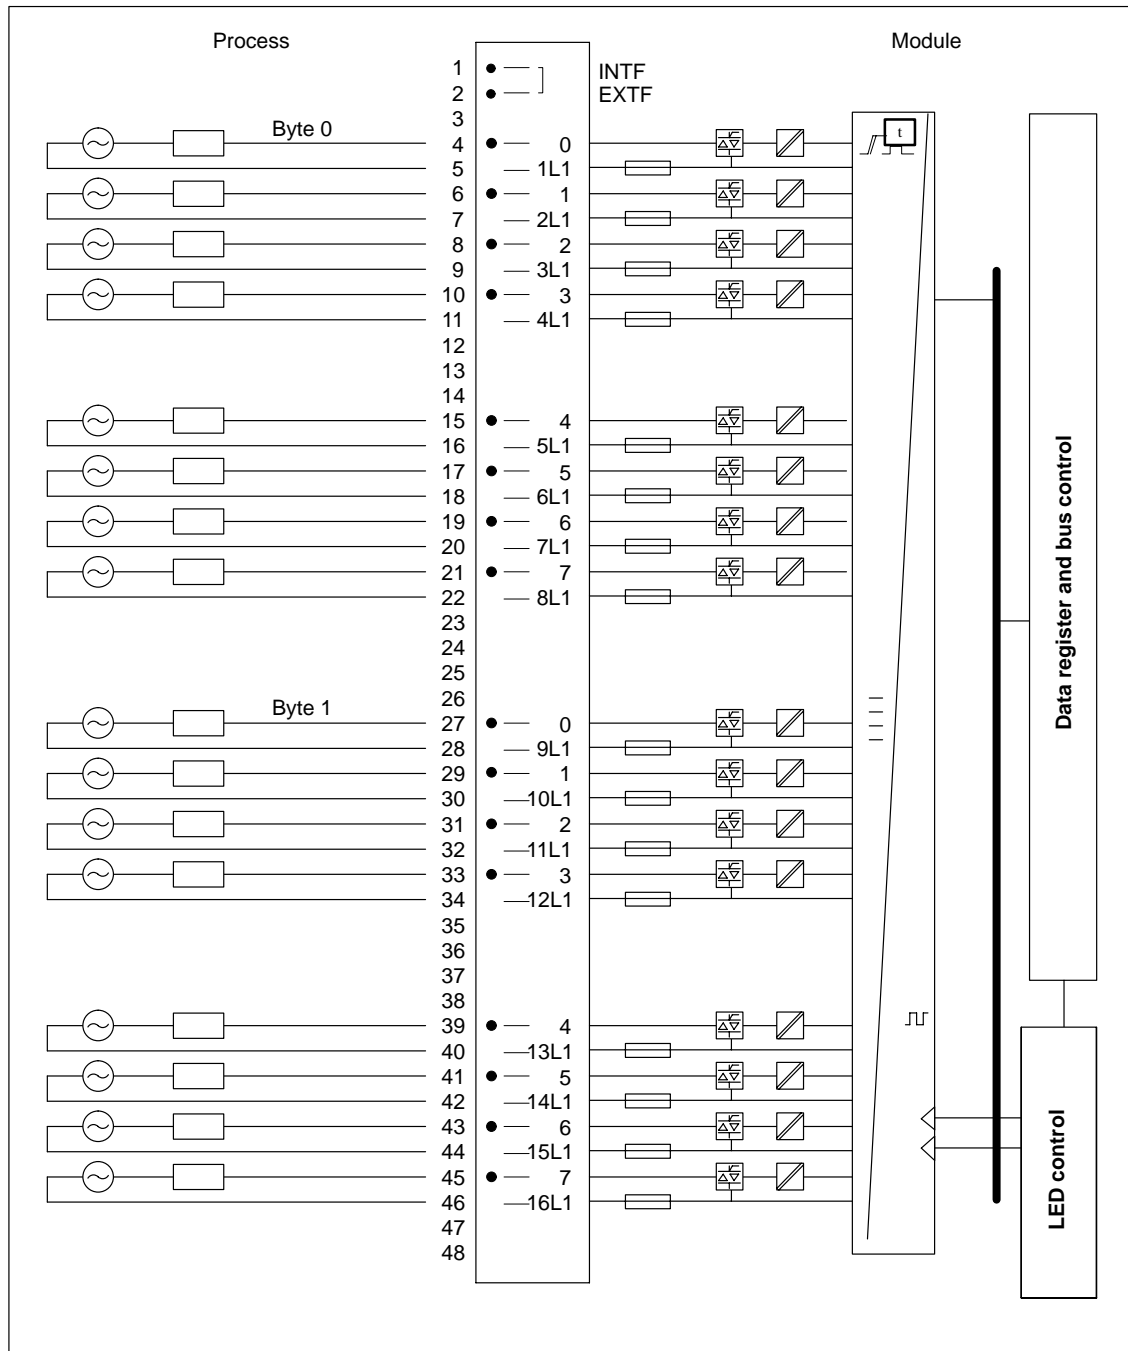 Process Module
1 INTF
2 EXTF
3
Byte 0
4 0
t
5 1L1
6 1
7 2L1
8 2
9 3L1
10 3
11 4L1
12
13
14
15 4
16 5L1
17 5
18 6L1
19 6
20 7L1
21 7
22 8L1
23
24
25
26
Byte 1
27 0
28 9L1
29 1
30 10L1
31 2
32 11L1
33 3
34 12L1
35
36
37
38
39 4
40 13L1
41 5
42 14L1
43 6
44 15L1
45 7
46 16L1
47
48
Data register and bus control
LED control